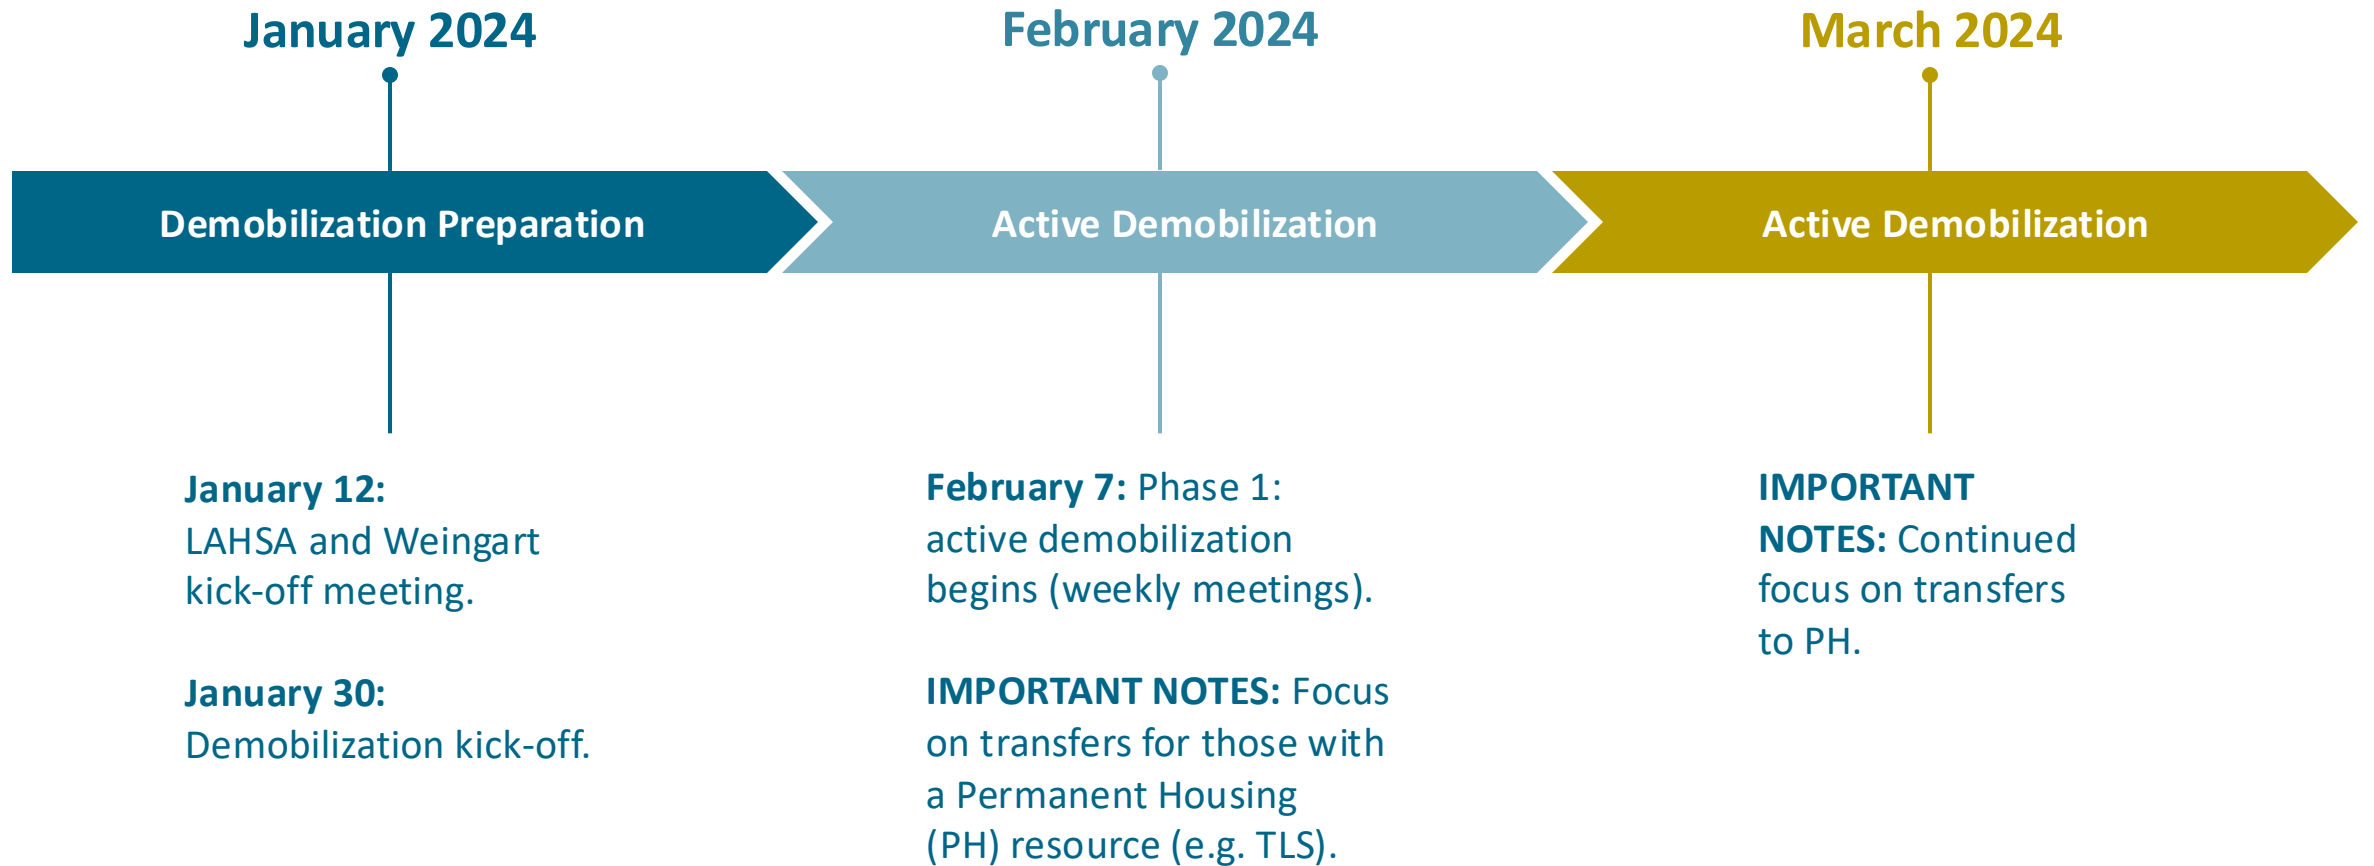 January 2024
February 2024
March 2024
Demobilization Preparation
Active Demobilization
Active Demobilization
January 12:
LAHSA and Weingart
kick-off meeting.
January 30:
Demobilization kick-off.
February 7: Phase 1:
active demobilization
begins (weekly meetings).
IMPORTANT NOTES: Focus
on transfers for those with
a Permanent Housing
(PH) resource (e.g. TLS).
IMPORTANT
NOTES: Continued
focus on transfers
to PH.